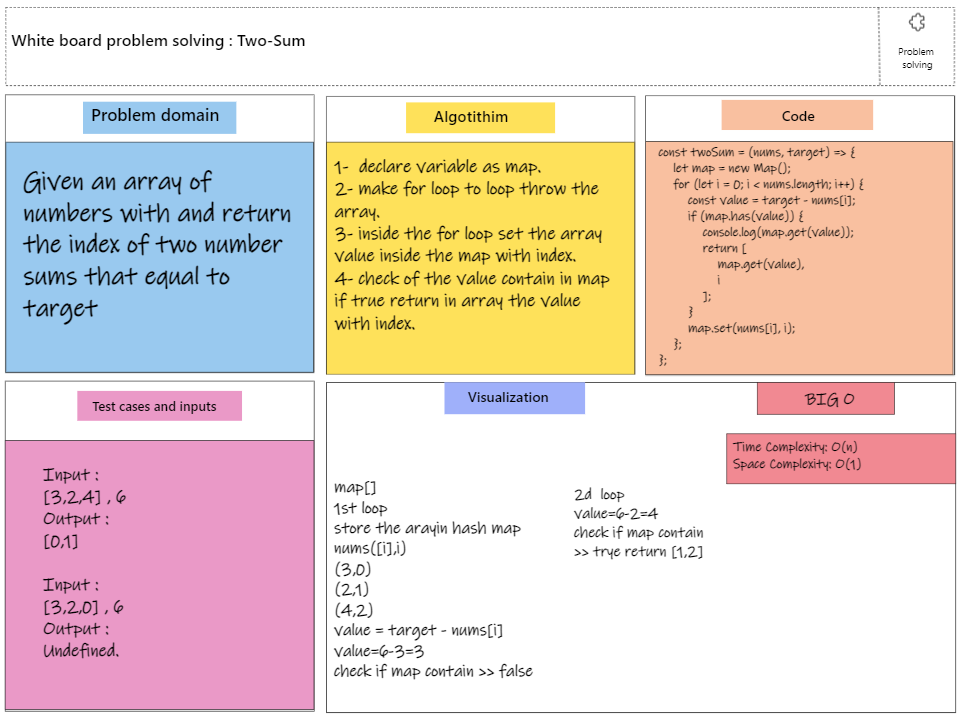 White board problem solving : Two-Sum
Problem
solving
Problem domain
Given an array of
numbers with and return
the index of two number
sums that equal to
target
Algotithim
1- declare variable as map.
2- make for loop to loop throw the
array.
3- inside the for loop set the array
value inside the map with index.
4- check of the value contain in map
if true return in array the value
with index.
Code
const twoSum = (nums, target) => {
let map = new Map();
for (let i = 0; i < nums.length; i++) {
const value = target - nums[i];
if (map.has(value)) {
console.log(map.get(value));
return [
map.get(value),
i
];
}
map.set(nums[i], i);
};
};
Test cases and inputs
Input :
[3,2,4] , 6
Output :
[0,1]
Input :
[3,2,0] , 6
Output :
Undefined.
Visualization
map[]
1st loop
store the arayin hash map
nums([i],i)
(3,0)
(2,1)
(4,2)
value = target - nums[i]
value=6-3=3
check if map contain >> false
2d loop
value=6-2=4
check if map contain
>> trye return [1,2]
BIG O
Time Complexity: O(n)
Space Complexity: O(1)